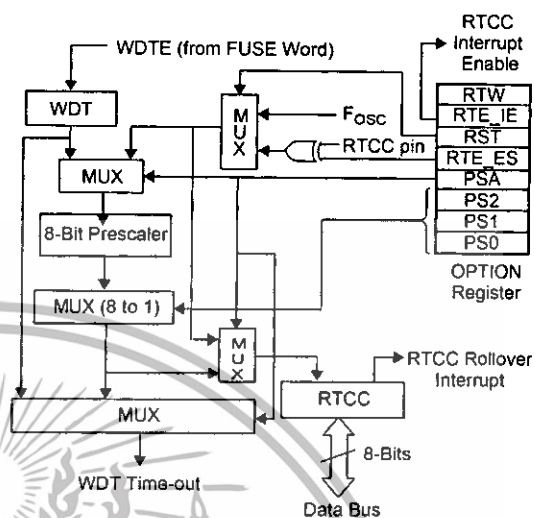 RTCC
Interrupt
Enable
WDTE (from FUSE Word)
WDT
MUX
FOSC
RTCC pin
RTW
RTE_IE
RST
RTE_ES
PSA
PS2
PS1
PS0
OPTION
Register
MUX
8-Bit Prescaler
MUX (8 to 1)
MUX
RTCC Rollover
Interrupt
RTCC
MUX
8-Bits
WDT Time-out
Data Bus